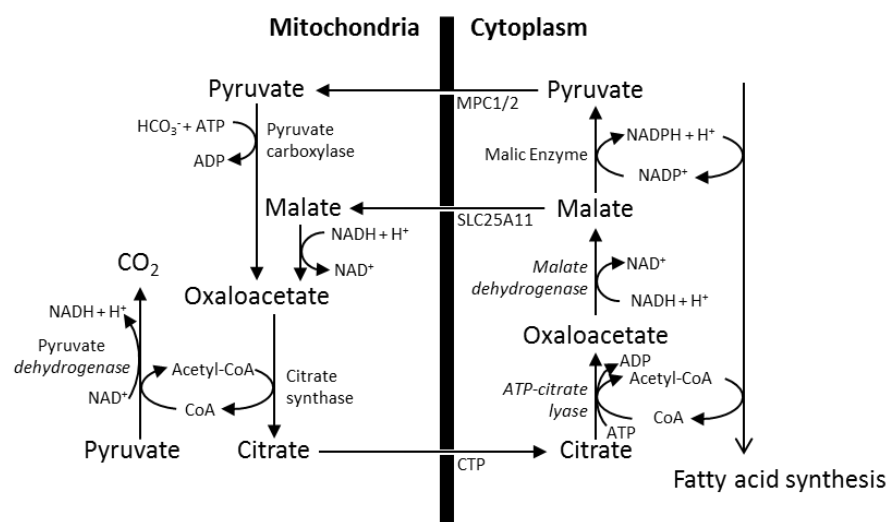 Mitochondria
Cytoplasm
Pyruvate
MPC1/2
Pyruvate
HCO₃⁻+ ATP
Pyruvate
carboxylase
ADP
NADPH + H⁺
Malic Enzyme
NADP⁺
Malate
SLC25A11
Malate
NADH + H⁺
NAD⁺
CO₂
Oxaloacetate
Malate
dehydrogenase
NAD⁺
NADH + H⁺
NADH + H⁺
Pyruvate
dehydrogenase
NAD⁺
Acetyl-CoA
CoA
Citrate
synthase
Oxaloacetate
ADP
Acetyl-CoA
ATP-citrate
lyase
CoA
ATP
Pyruvate
Citrate
CTP
Citrate
Fatty acid synthesis